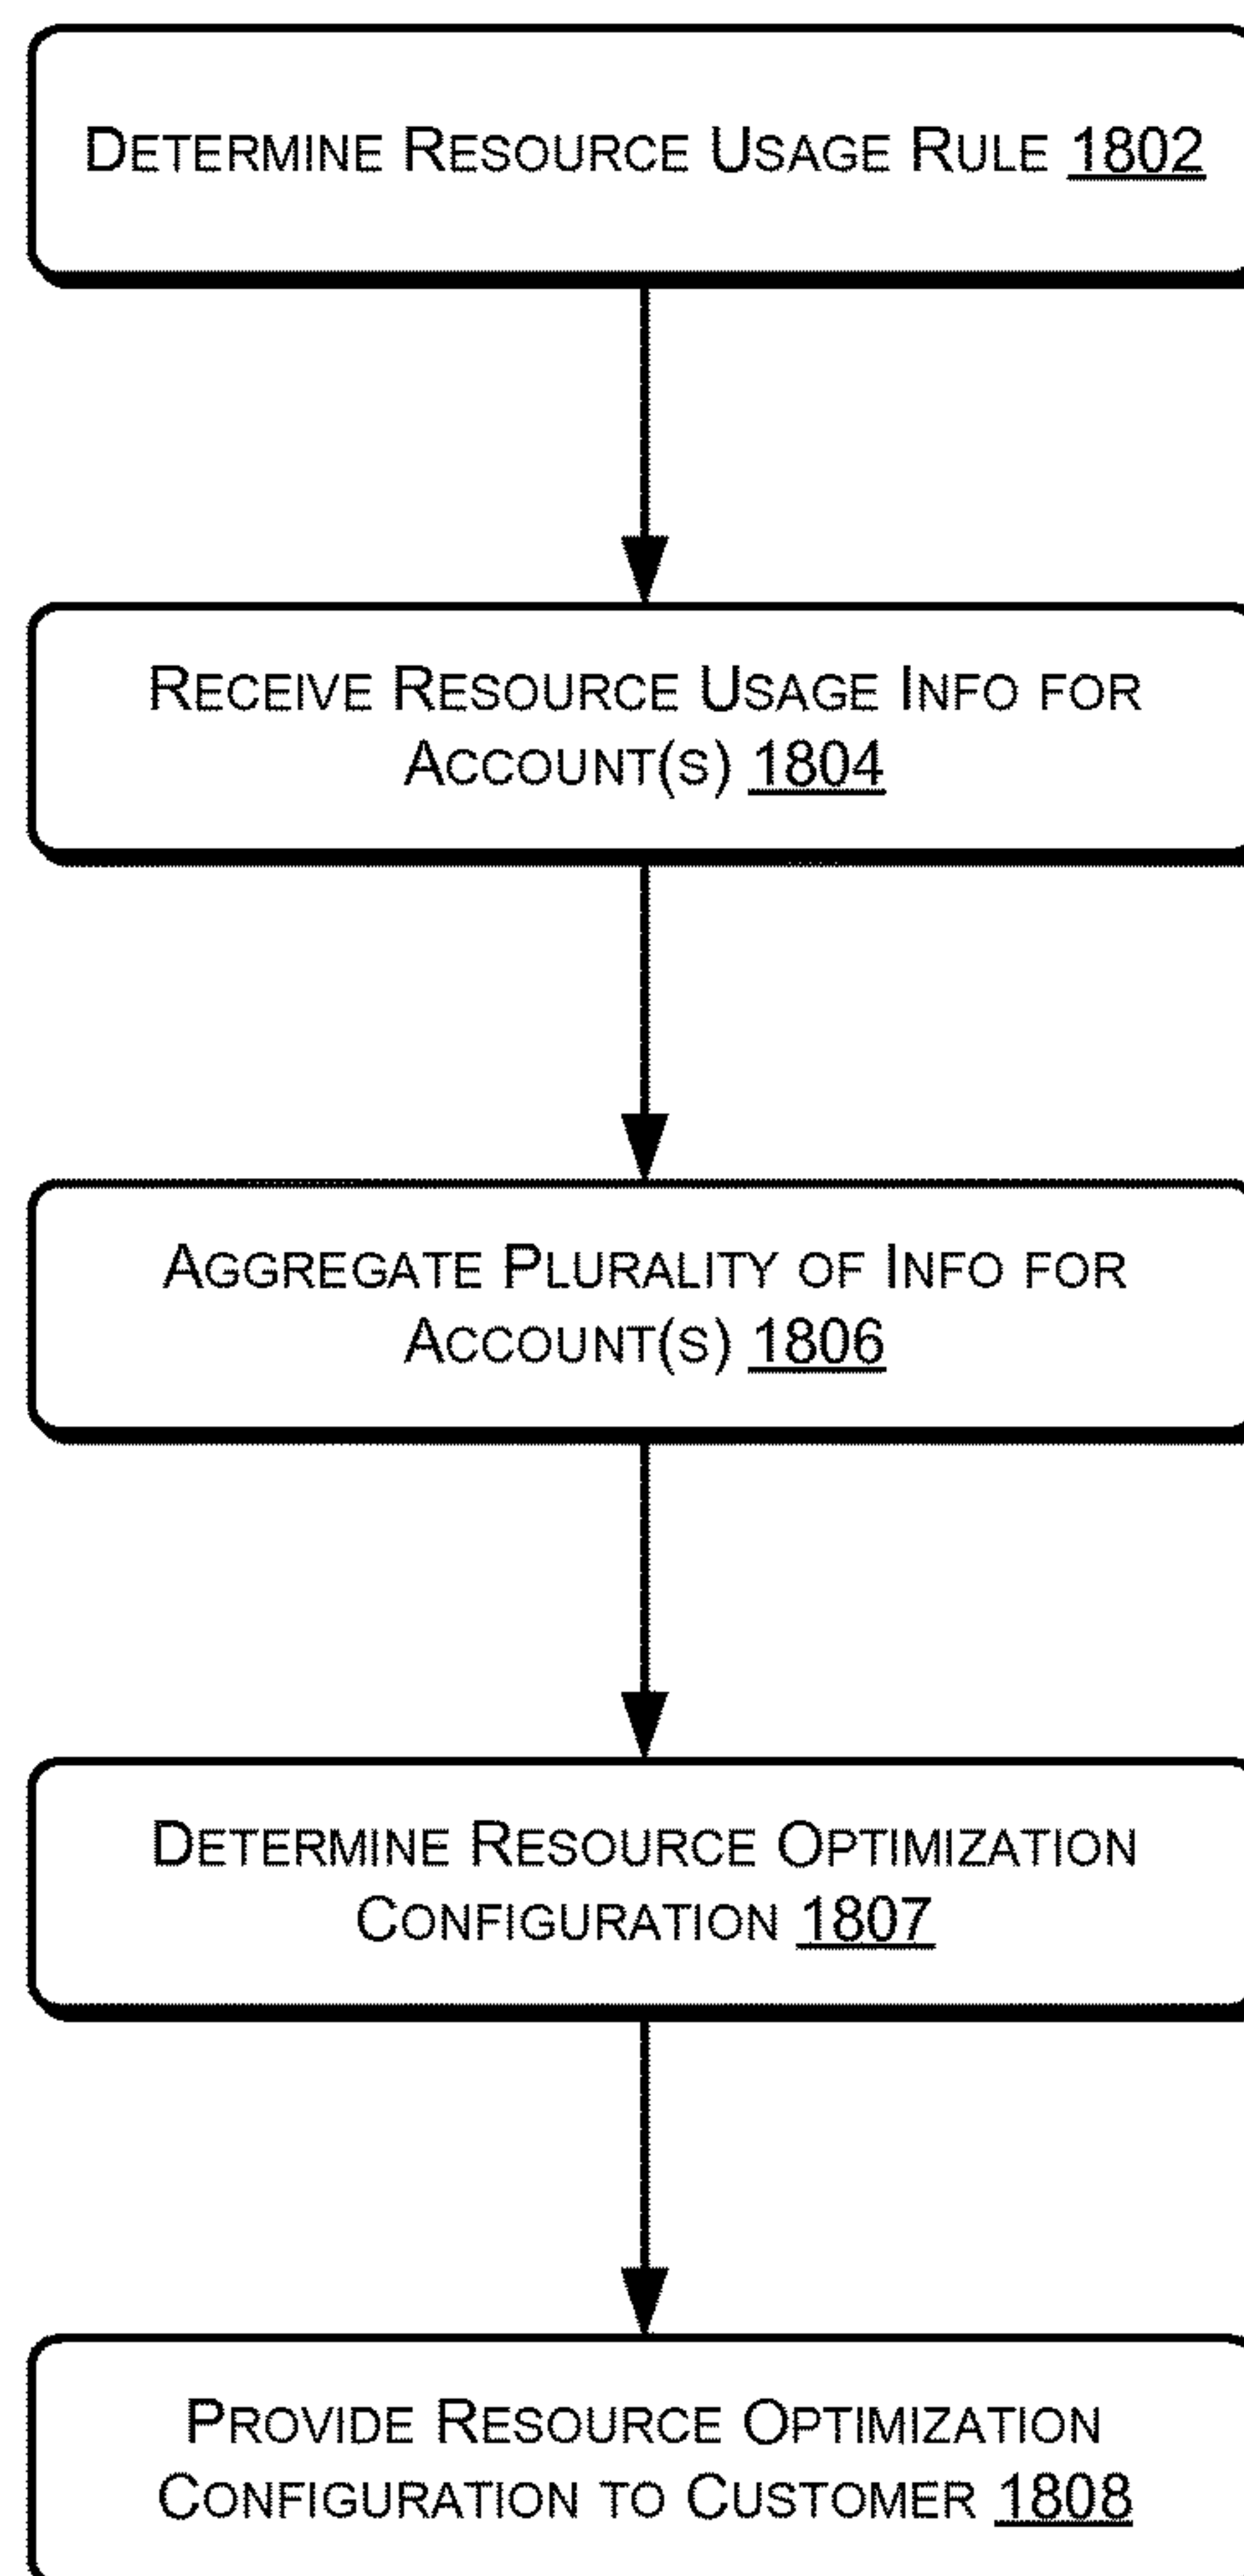 DETERMINE RESOURCE USAGE RULE 1802
RECEIVE RESOURCE USAGE INFO FOR
ACCOUNT(S) 1804
AGGREGATE PLURALITY OF INFO FOR
ACCOUNT(S) 1806
DETERMINE RESOURCE OPTIMIZATION
CONFIGURATION 1807
PROVIDE RESOURCE OPTIMIZATION
CONFIGURATION TO CUSTOMER 1808